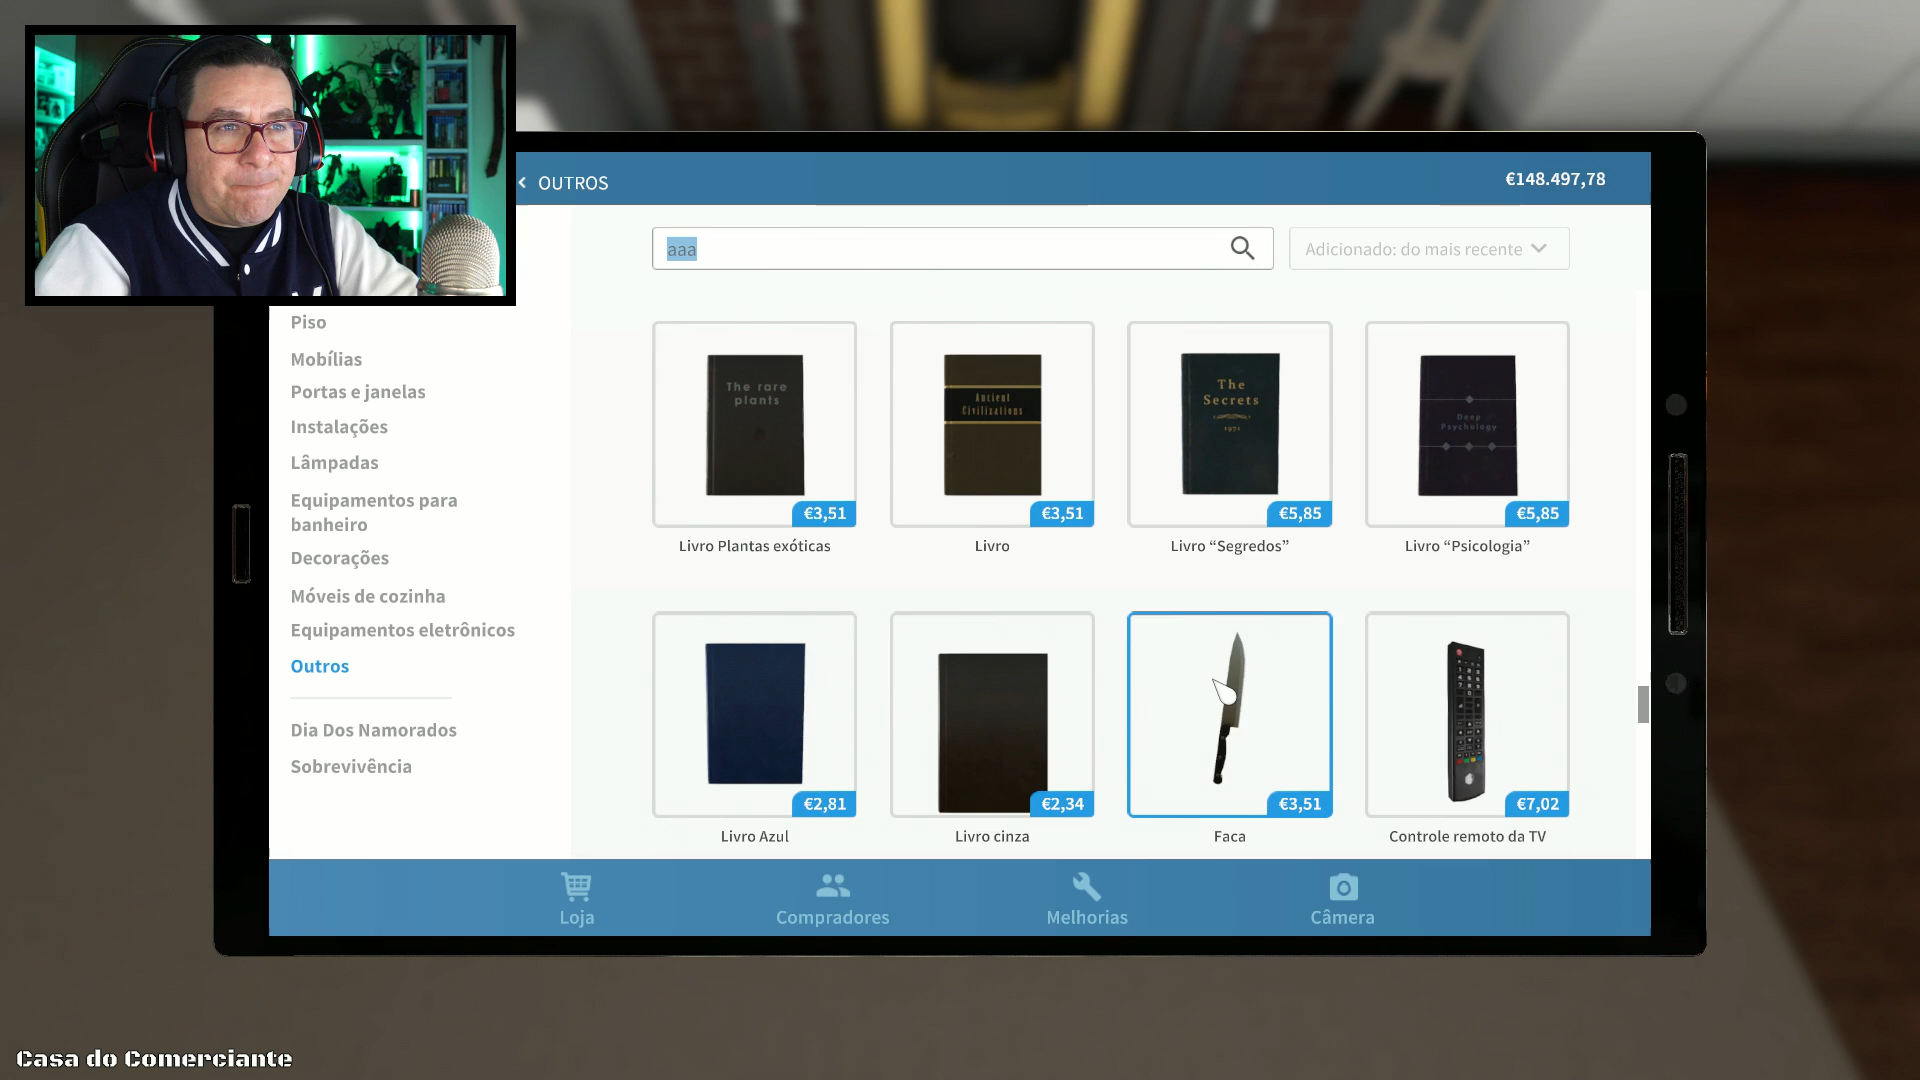 OUTROS
€148.497,78
aaa
Adicionado: do mais recente
Piso
Mobílias
Portas e janelas
Instalações
Lâmpadas
Equipamentos para
banheiro
Decorações
Móveis de cozinha
Equipamentos eletrônicos
Outros
Dia Dos Namorados
Sobrevivência
The rare
plants
€3,51
Livro Plantas exóticas
Ancient
Civilizations
€3,51
Livro
The
Secrets
1971
€5,85
Livro “Segredos”
Deep
Psychology
€5,85
Livro “Psicologia”
€2,81
Livro Azul
€2,34
Livro cinza
€3,51
Faca
€7,02
Controle remoto da TV
Loja
Compradores
Melhorias
Câmera
Casa do Comerciante